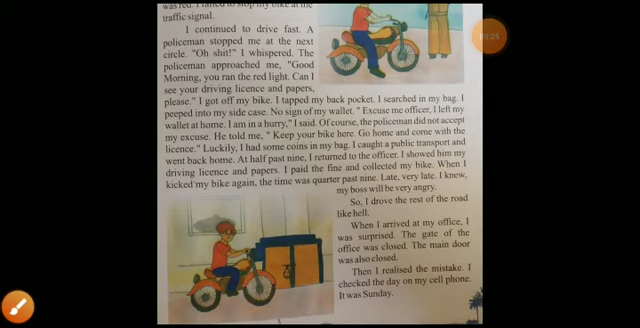 was red. I failed to stop my bike at the
traffic signal.
I continued to drive fast. A
policeman stopped me at the next
circle. "Oh shit!" I whispered. The
policeman approached me, "Good
Morning, you ran the red light. Can I
see your driving licence and papers,
please." I got off my bike. I tapped my back pocket. I searched in my bag. I
peeped into my side case. No sign of my wallet. " Excuse me officer, I left my
wallet at home. I am in a hurry," I said. Of course, the policeman did not accept
my excuse. He told me, " Keep your bike here. Go home and come with the
licence." Luckily, I had some coins in my bag. I caught a public transport and
went back home. At half past nine, I returned to the officer. I showed him my
driving licence and papers. I paid the fine and collected my bike. When I
kicked my bike again, the time was quarter past nine. Late, very late. I knew,
my boss will be very angry.
So, I drove the rest of the road
like hell.
When I arrived at my office, I
was surprised. The gate of the
office was closed. The main door
was also closed.
Then I realised the mistake. I
checked the day on my cell phone.
It was Sunday.
05:25